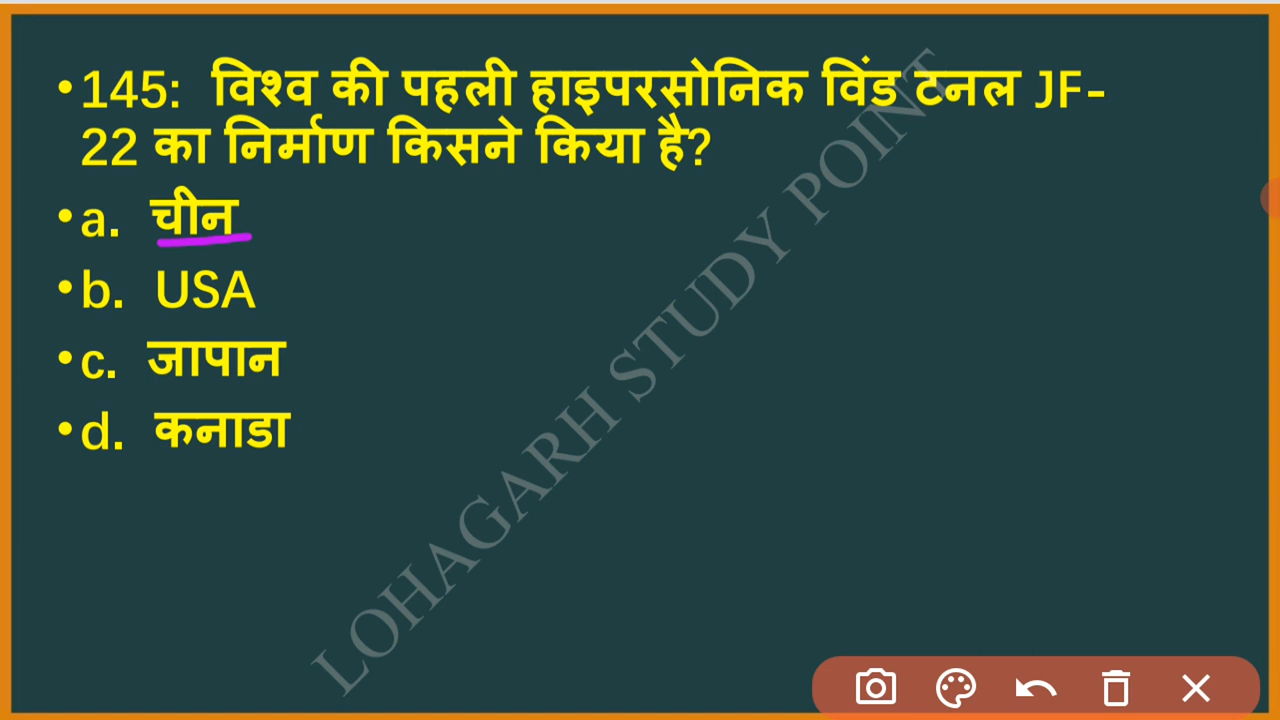 •145: विश्व की पहली हाइपरसोनिक विंड टनल JF-
22 का निर्माण किसने किया है?
•a. चीन
•b. USA
•c. जापान
•d. कनाडा
LOHAGARH STUDY POINT